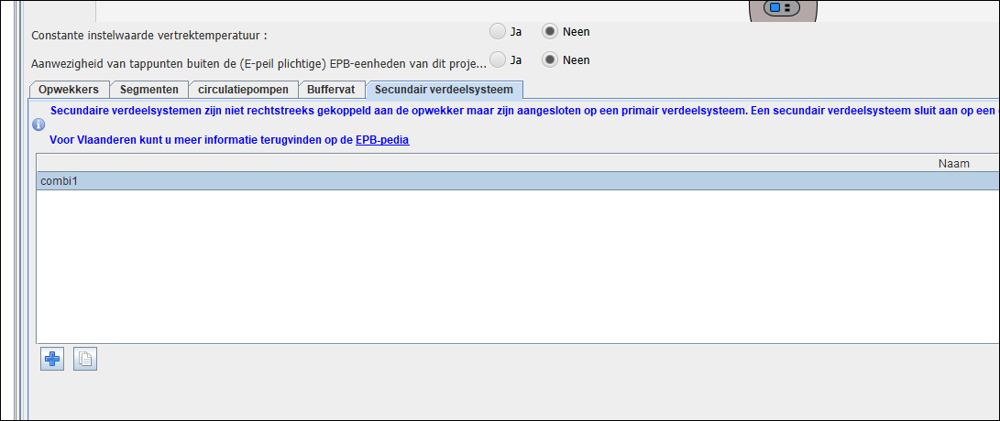 Constante instelwaarde vertrektemperatuur :
Ja
Neen
Aanwezigheid van tappunten buiten de (E-peil plichtige) EPB-eenheden van dit proje...
Ja
Neen
Opwekkers
Segmenten
circulatiepompen
Buffervat
Secundair verdeelsysteem
Secundaire verdeelsystemen zijn niet rechtstreeks gekoppeld aan de opwekker maar zijn aangesloten op een primair verdeelsysteem. Een secundair verdeelsysteem sluit aan op een
Voor Vlaanderen kunt u meer informatie terugvinden op de EPB-pedia
Naam
combi1